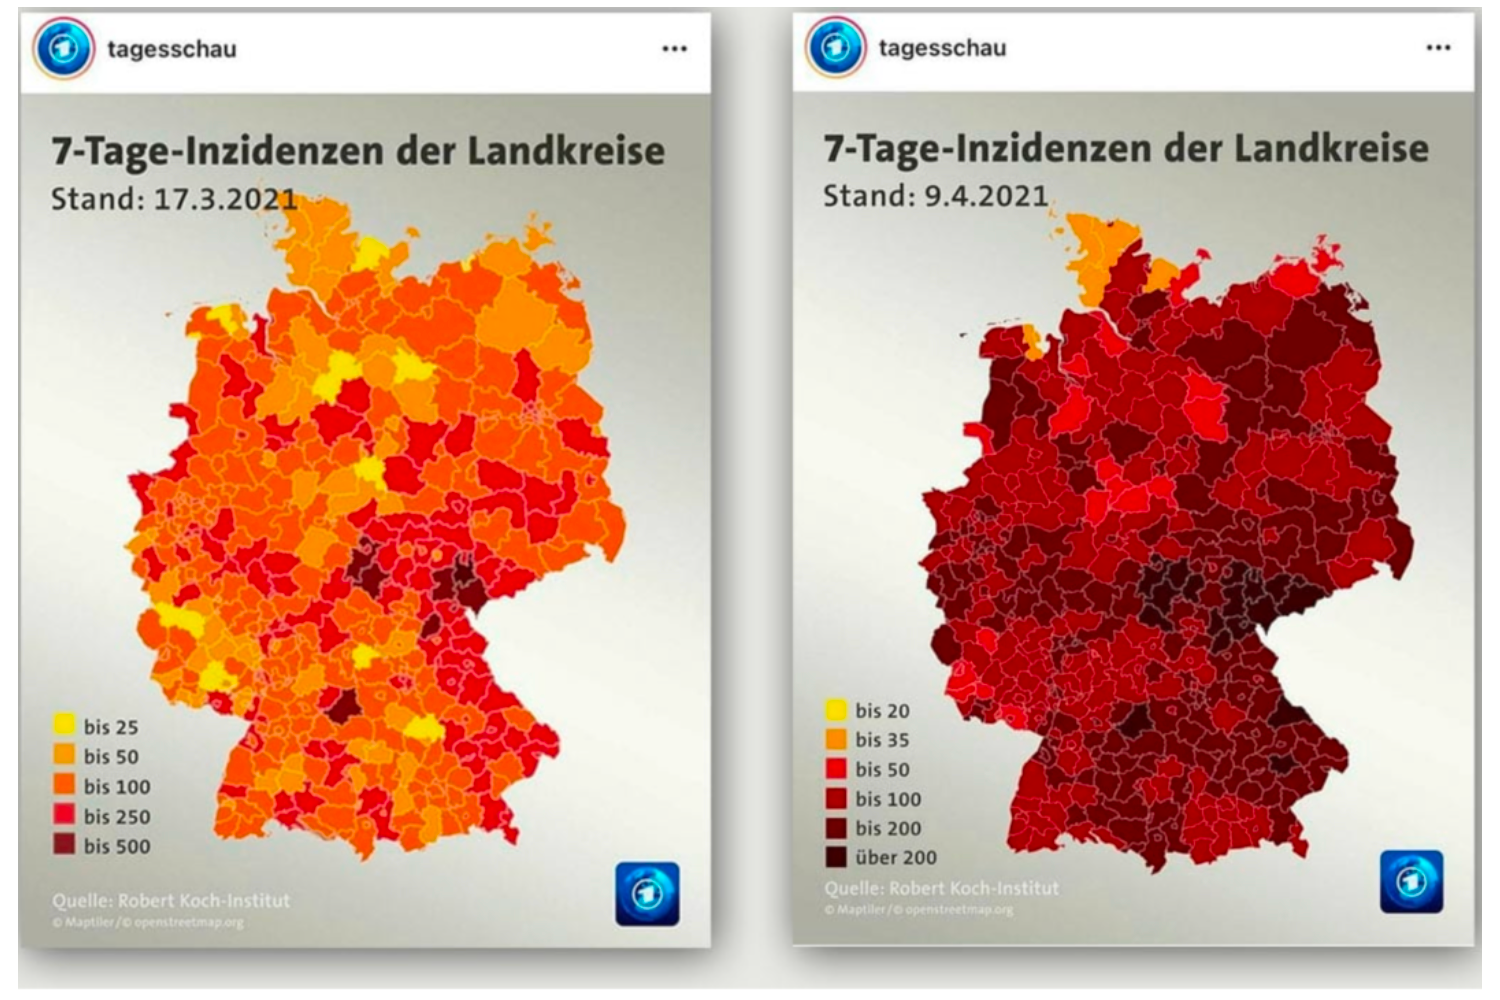 tagesschau
7-Tage-Inzidenzen der Landkreise
Stand: 17.3.2021
bis 25
bis 50
bis 100
bis 250
bis 500
Quelle: Robert Koch-Institut
© Maptiler/© openstreetmap.org
tagesschau
7-Tage-Inzidenzen der Landkreise
Stand: 9.4.2021
bis 20
bis 35
bis 50
bis 100
bis 200
über 200
Quelle: Robert Koch-Institut
© Maptiler/© openstreetmap.org